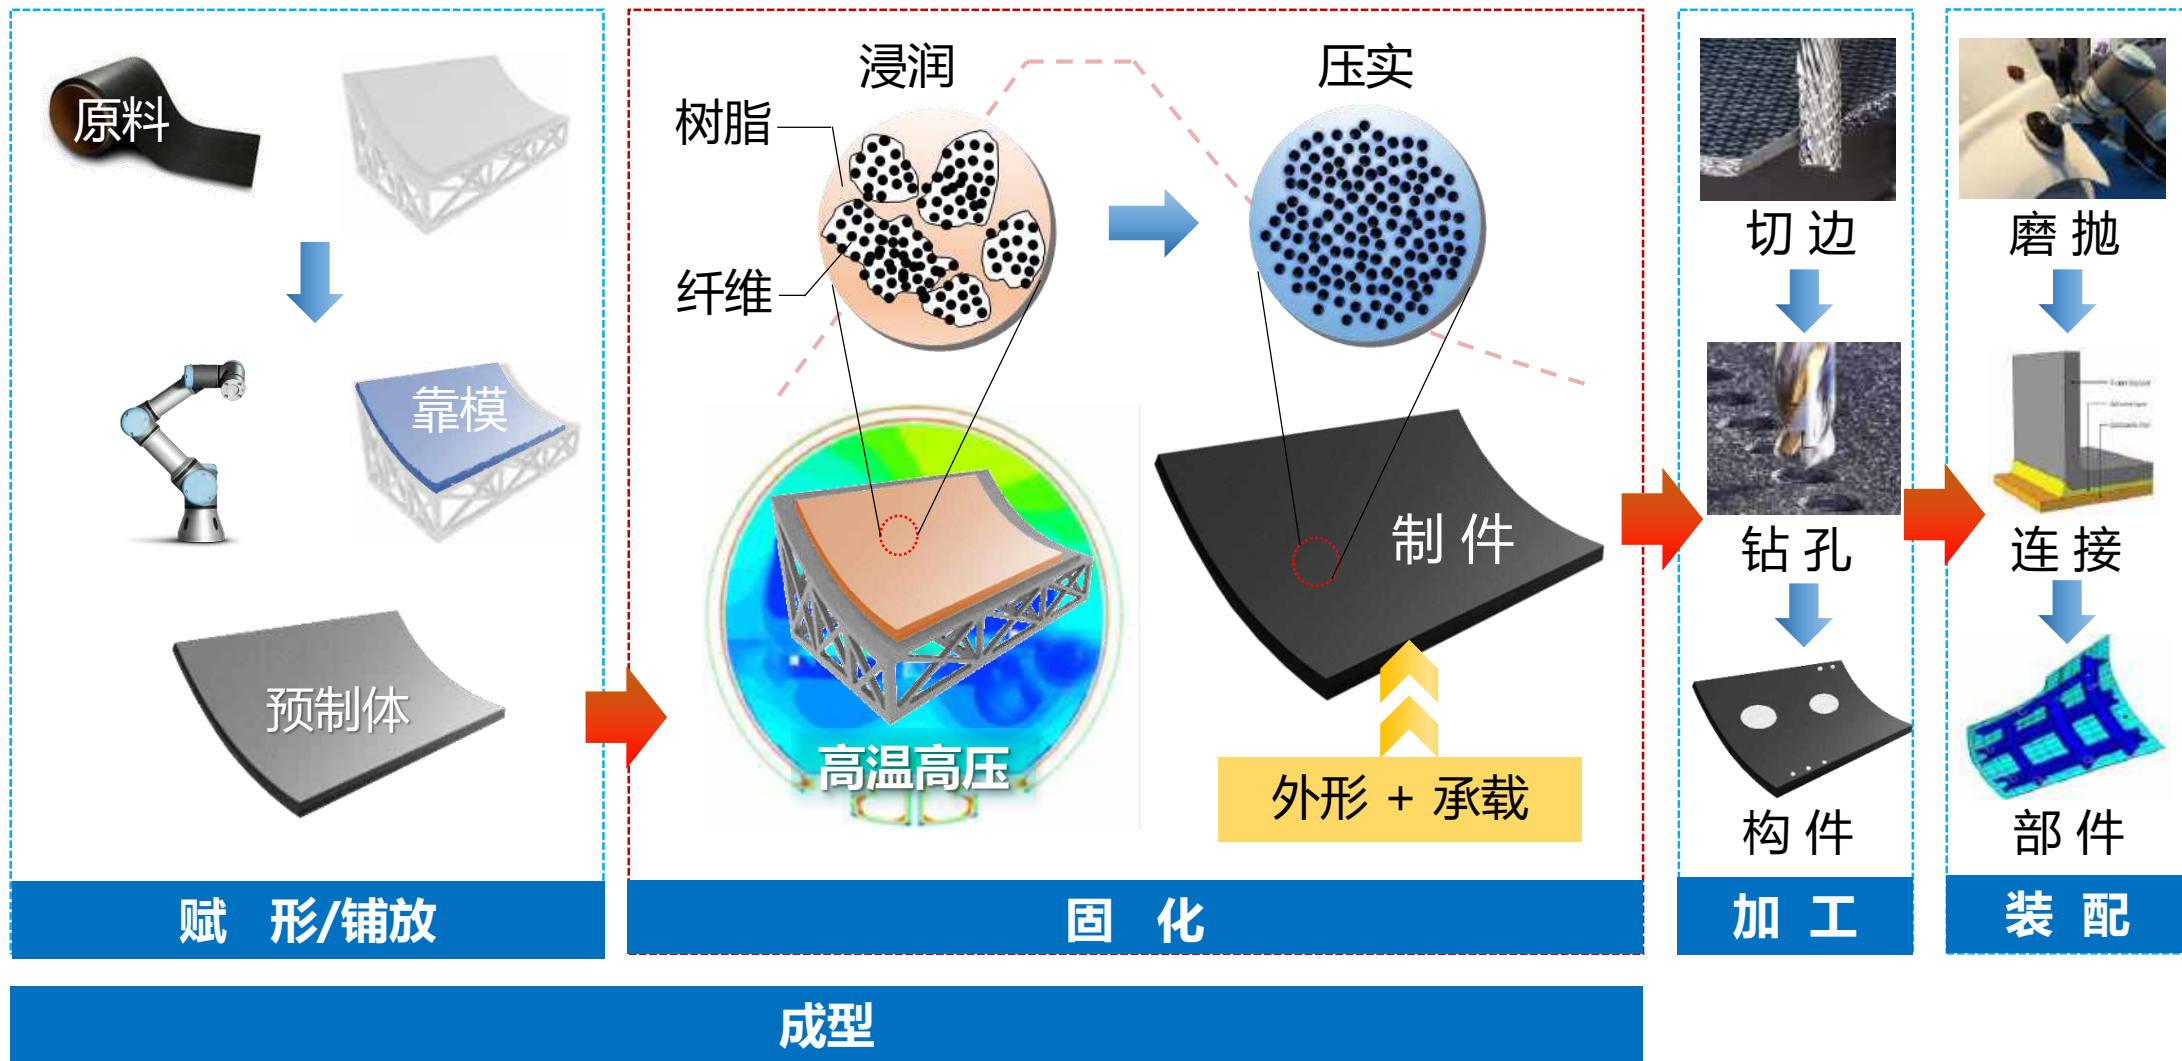 原料
靠模
预制体
赋 形/铺放
浸润
压实
树脂
纤维
高温高压
制 件
外形 + 承载
固 化
切 边
钻 孔
构 件
加 工
磨 抛
连 接
部 件
装 配
成型